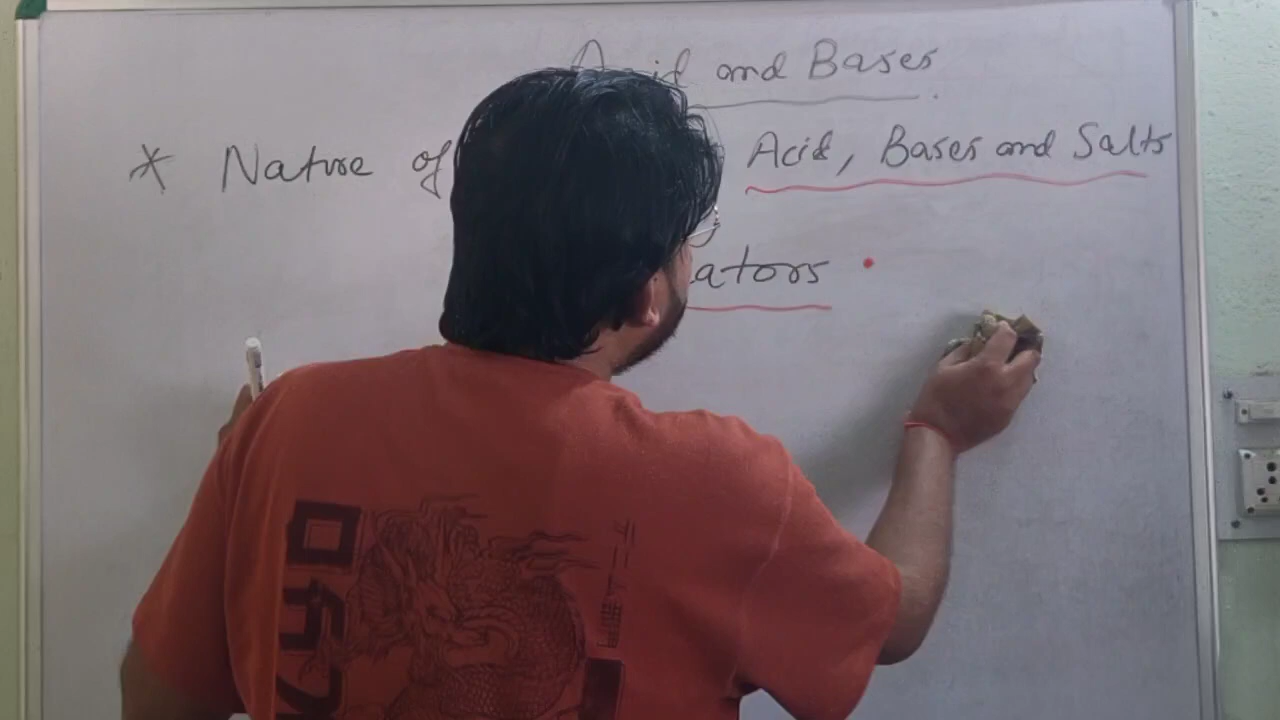 Acid and Bases.
* Nature of Acid, Bases and Salts
ators